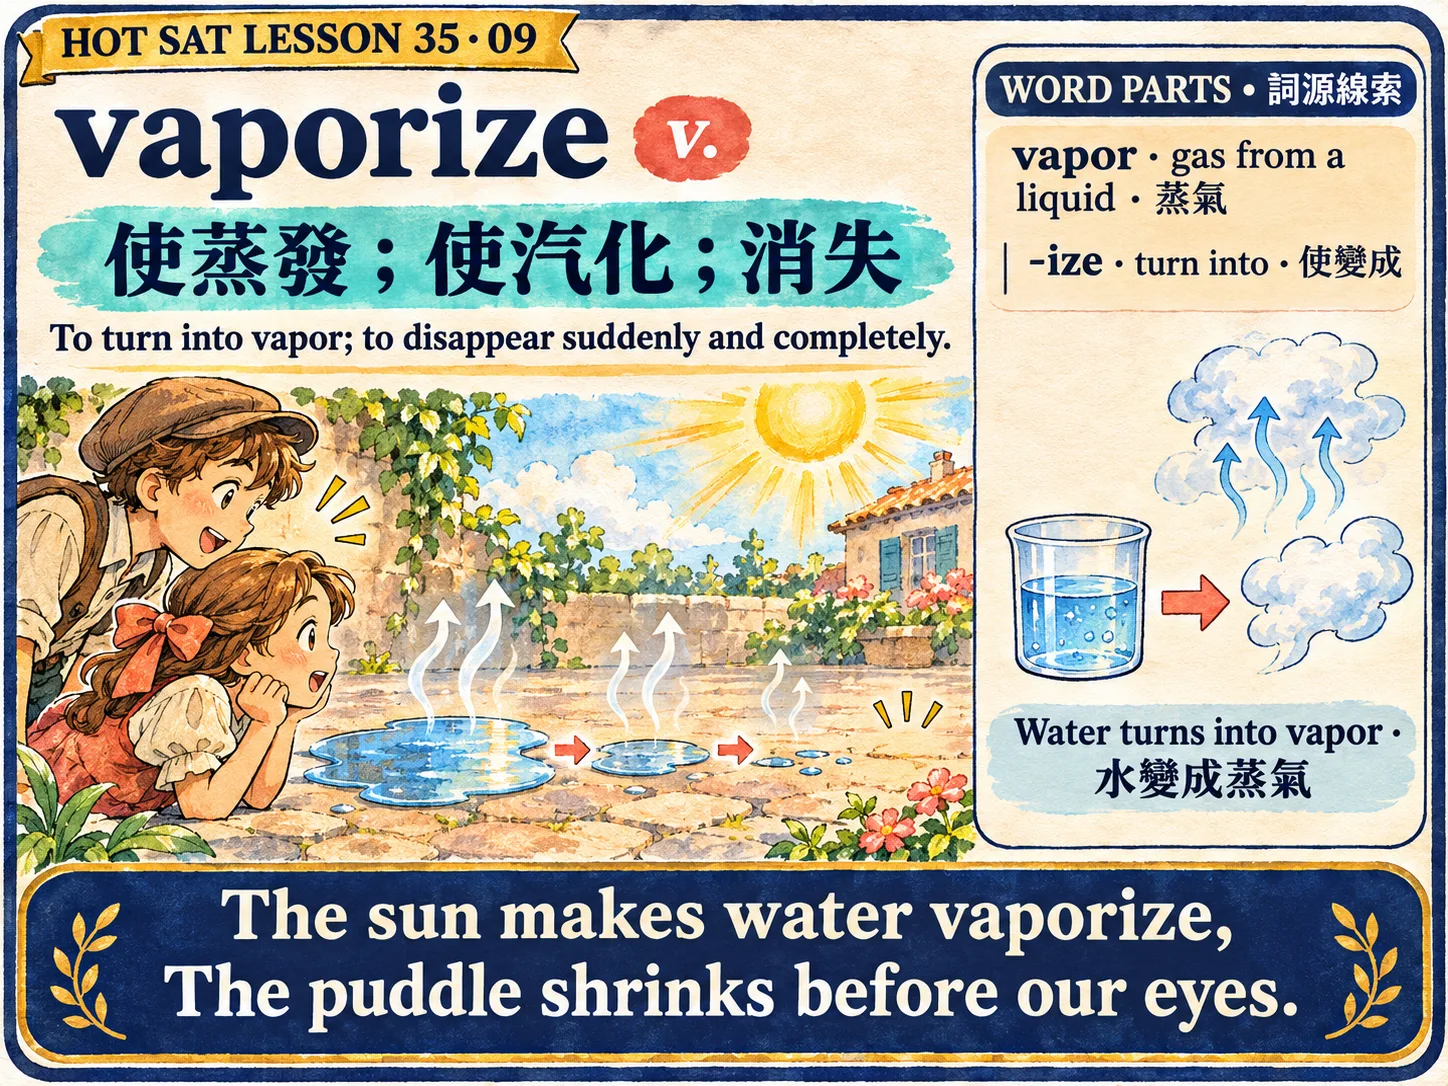 HOT SAT LESSON 35·09
vaporize v.
使蒸發；使汽化；消失
To turn into vapor; to disappear suddenly and completely.
WORD PARTS • 詞源線索
vapor · gas from a
liquid · 蒸氣
-ize · turn into · 使變成
Water turns into vapor ·
水變成蒸氣
The sun makes water vaporize,
The puddle shrinks before our eyes.